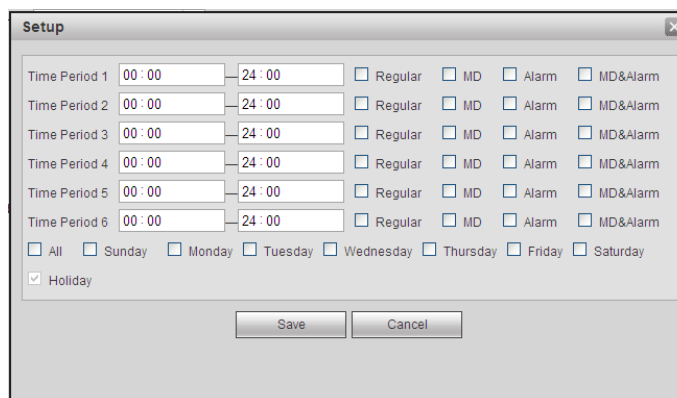 Setup
Time Period 1 00:00 — 24:00 Regular MD Alarm MD&Alarm
Time Period 2 00:00 — 24:00 Regular MD Alarm MD&Alarm
Time Period 3 00:00 — 24:00 Regular MD Alarm MD&Alarm
Time Period 4 00:00 — 24:00 Regular MD Alarm MD&Alarm
Time Period 5 00:00 — 24:00 Regular MD Alarm MD&Alarm
Time Period 6 00:00 — 24:00 Regular MD Alarm MD&Alarm
All Sunday Monday Tuesday Wednesday Thursday Friday Saturday
Holiday
Save Cancel